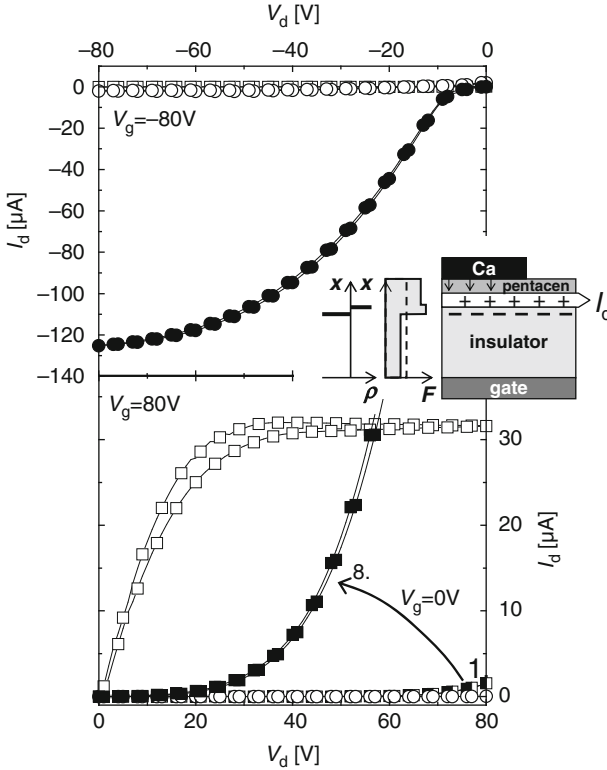 V_d [V]
−80 −60 −40 −20 0
0
−20
−40
−60
−80
−100
−120
−140
I_d [µA]
V_g=−80V
x x
ρ F
Ca
pentacen
+ + + + +
I_d
insulator
gate
V_g=80V
30
20
10
0
I_d [µA]
8.
V_g=0V
1
0 20 40 60 80
V_d [V]